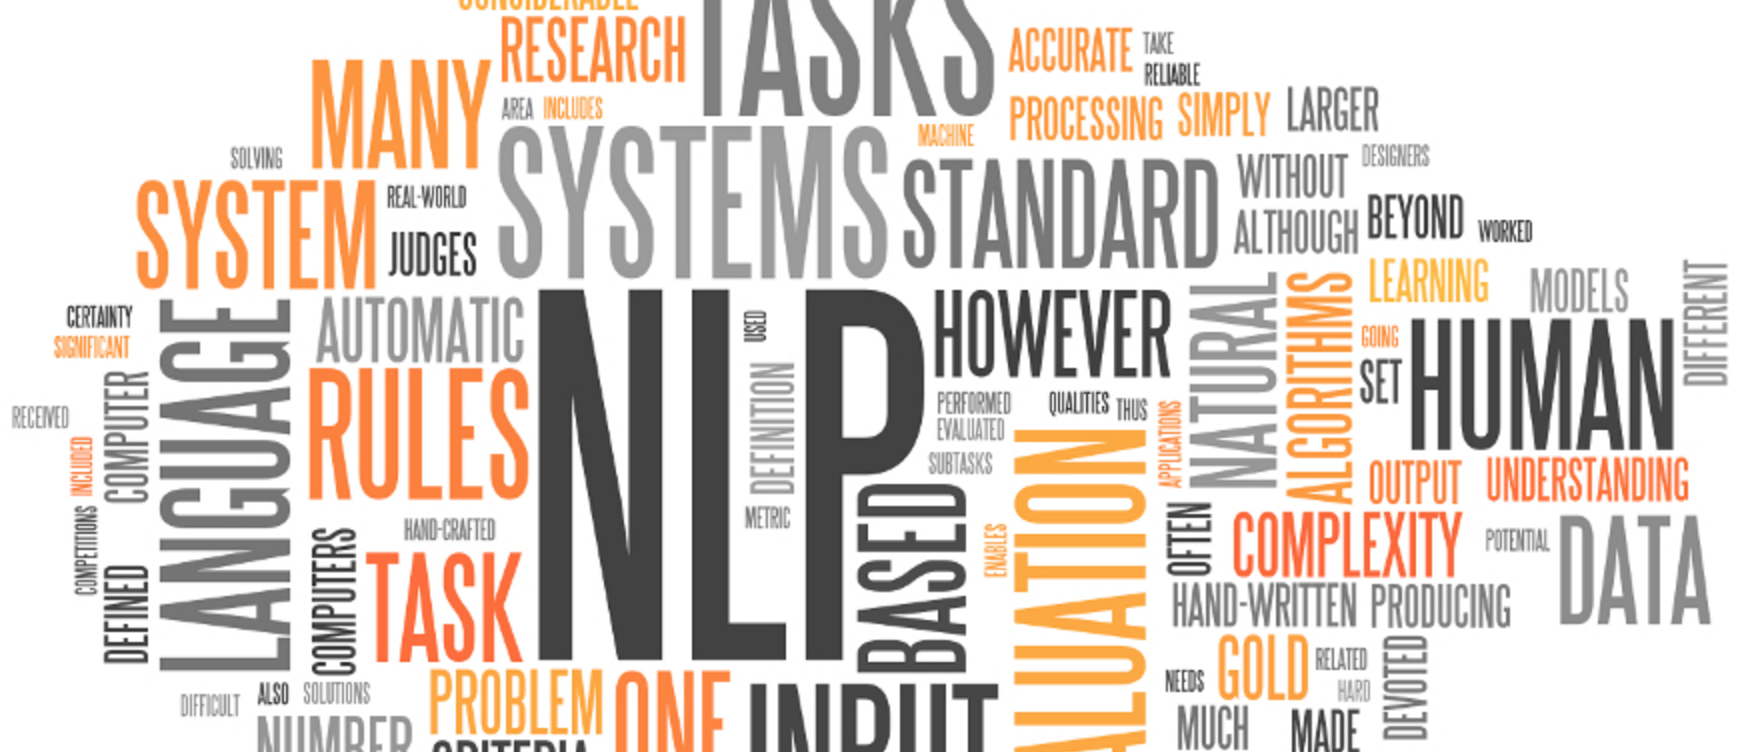 CONSIDERABLE
RESEARCH
TASKS
ACCURATE
TAKE
RELIABLE
MANY
AREA
INCLUDES
PROCESSING
SIMPLY
LARGER
MACHINE
SOLVING
SYSTEMS
STANDARD
WITHOUT
DESIGNERS
SYSTEM
REAL-WORLD
JUDGES
ALTHOUGH
BEYOND
WORKED
LEARNING
MODELS
DIFFERENT
CERTAINTY
SIGNIFICANT
LANGUAGE
AUTOMATIC
NLP
USED
HOWEVER
NATURAL
ALGORITHMS
GOING
SET
HUMAN
RECEIVED
COMPUTER
INCLUDED
RULES
DEFINITION
METRIC
PERFORMED
EVALUATED
SUBTASKS
QUALITIES
THUS
APPLICATIONS
OUTPUT
UNDERSTANDING
COMPETITIONS
DEFINED
COMPUTERS
HAND-CRAFTED
TASK
BASED
ENABLES
LUATION
OFTEN
COMPLEXITY
POTENTIAL
DATA
HAND-WRITTEN
PRODUCING
DIFFICULT
ALSO
SOLUTIONS
NUMBER
PROBLEM
CRITERIA
ONE
INPUT
NEEDS
GOLD
RELATED
HARD
DEVOTED
MUCH
MADE